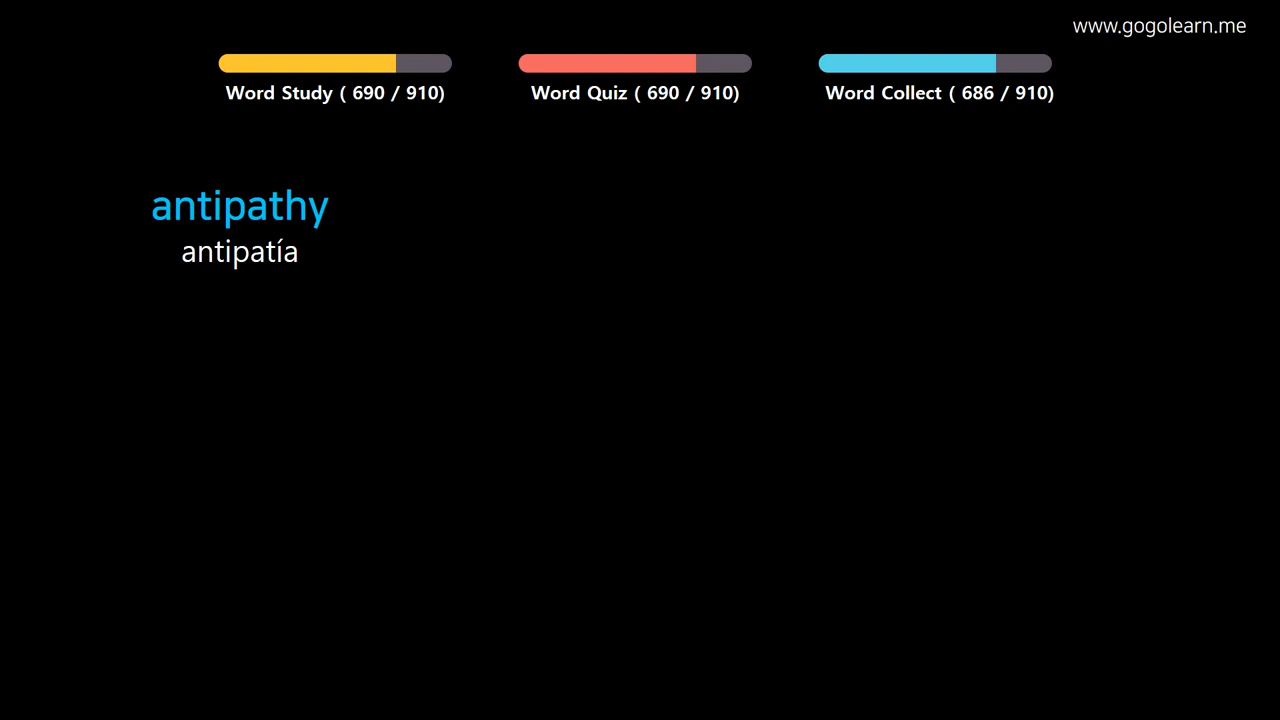 www.gogolearn.me
Word Study ( 690 / 910)
Word Quiz ( 690 / 910)
Word Collect ( 686 / 910)
antipathy
antipatía